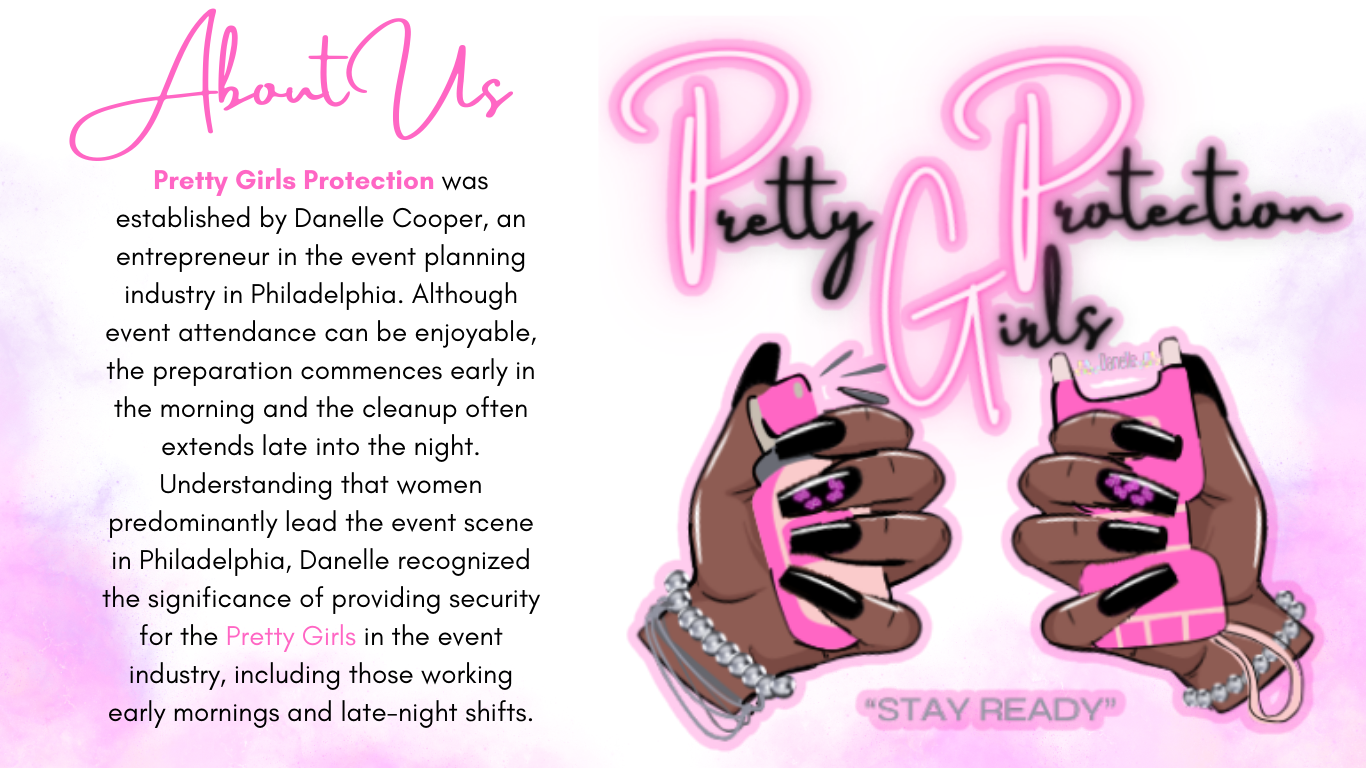 About Us
Pretty Girls Protection was
established by Danelle Cooper, an
entrepreneur in the event planning
industry in Philadelphia. Although
event attendance can be enjoyable,
the preparation commences early in
the morning and the cleanup often
extends late into the night.
Understanding that women
predominantly lead the event scene
in Philadelphia, Danelle recognized
the significance of providing security
for the Pretty Girls in the event
industry, including those working
early mornings and late-night shifts.
Pretty
Protection
Girls
Danelle
“STAY READY”